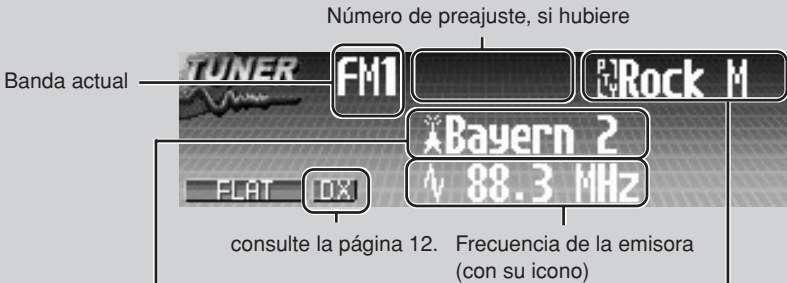 Número de preajuste, si hubiere
Banda actual
TUNER
FM1
PTY Rock M
Bayern 2
FLAT
DX
88.3 MHz
consulte la página 12.
Frecuencia de la emisora
(con su icono)